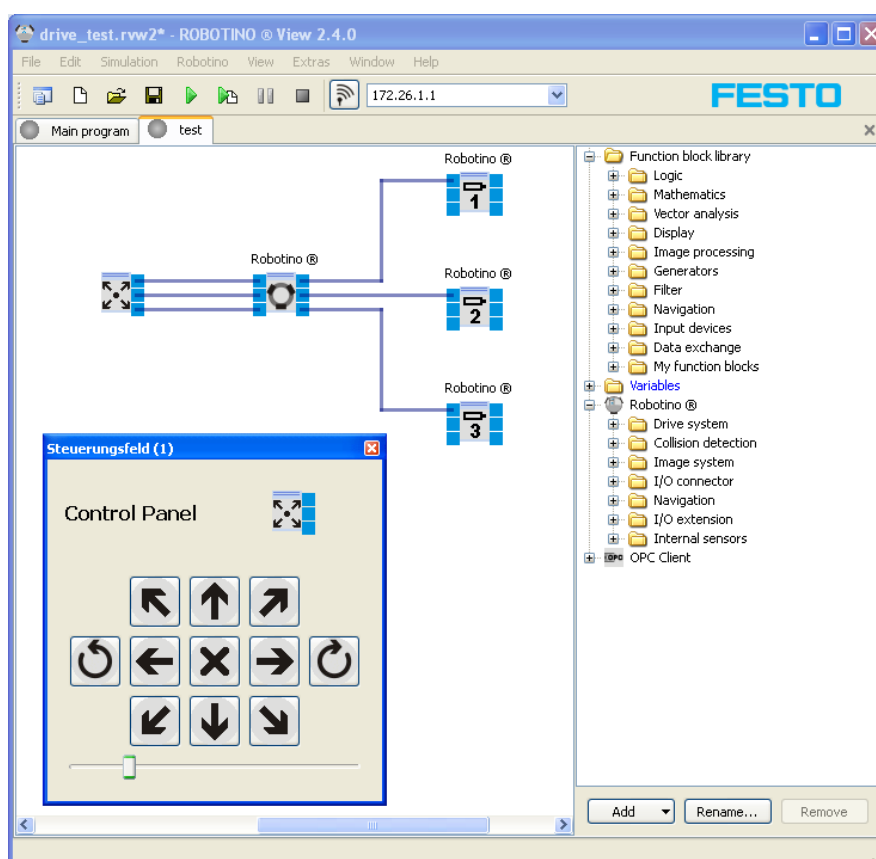 drive_test.rvw2* - ROBOTINO ® View 2.4.0
File Edit Simulation Robotino View Extras Window Help
172.26.1.1
FESTO
Main program test
Robotino ®
1
Robotino ®
Robotino ®
2
Robotino ®
3
Steuerungsfeld (1)
Control Panel
Function block library
Logic
Mathematics
Vector analysis
Display
Image processing
Generators
Filter
Navigation
Input devices
Data exchange
My function blocks
Variables
Robotino ®
Drive system
Collision detection
Image system
I/O connector
Navigation
I/O extension
Internal sensors
OPC OPC Client
Add Rename... Remove